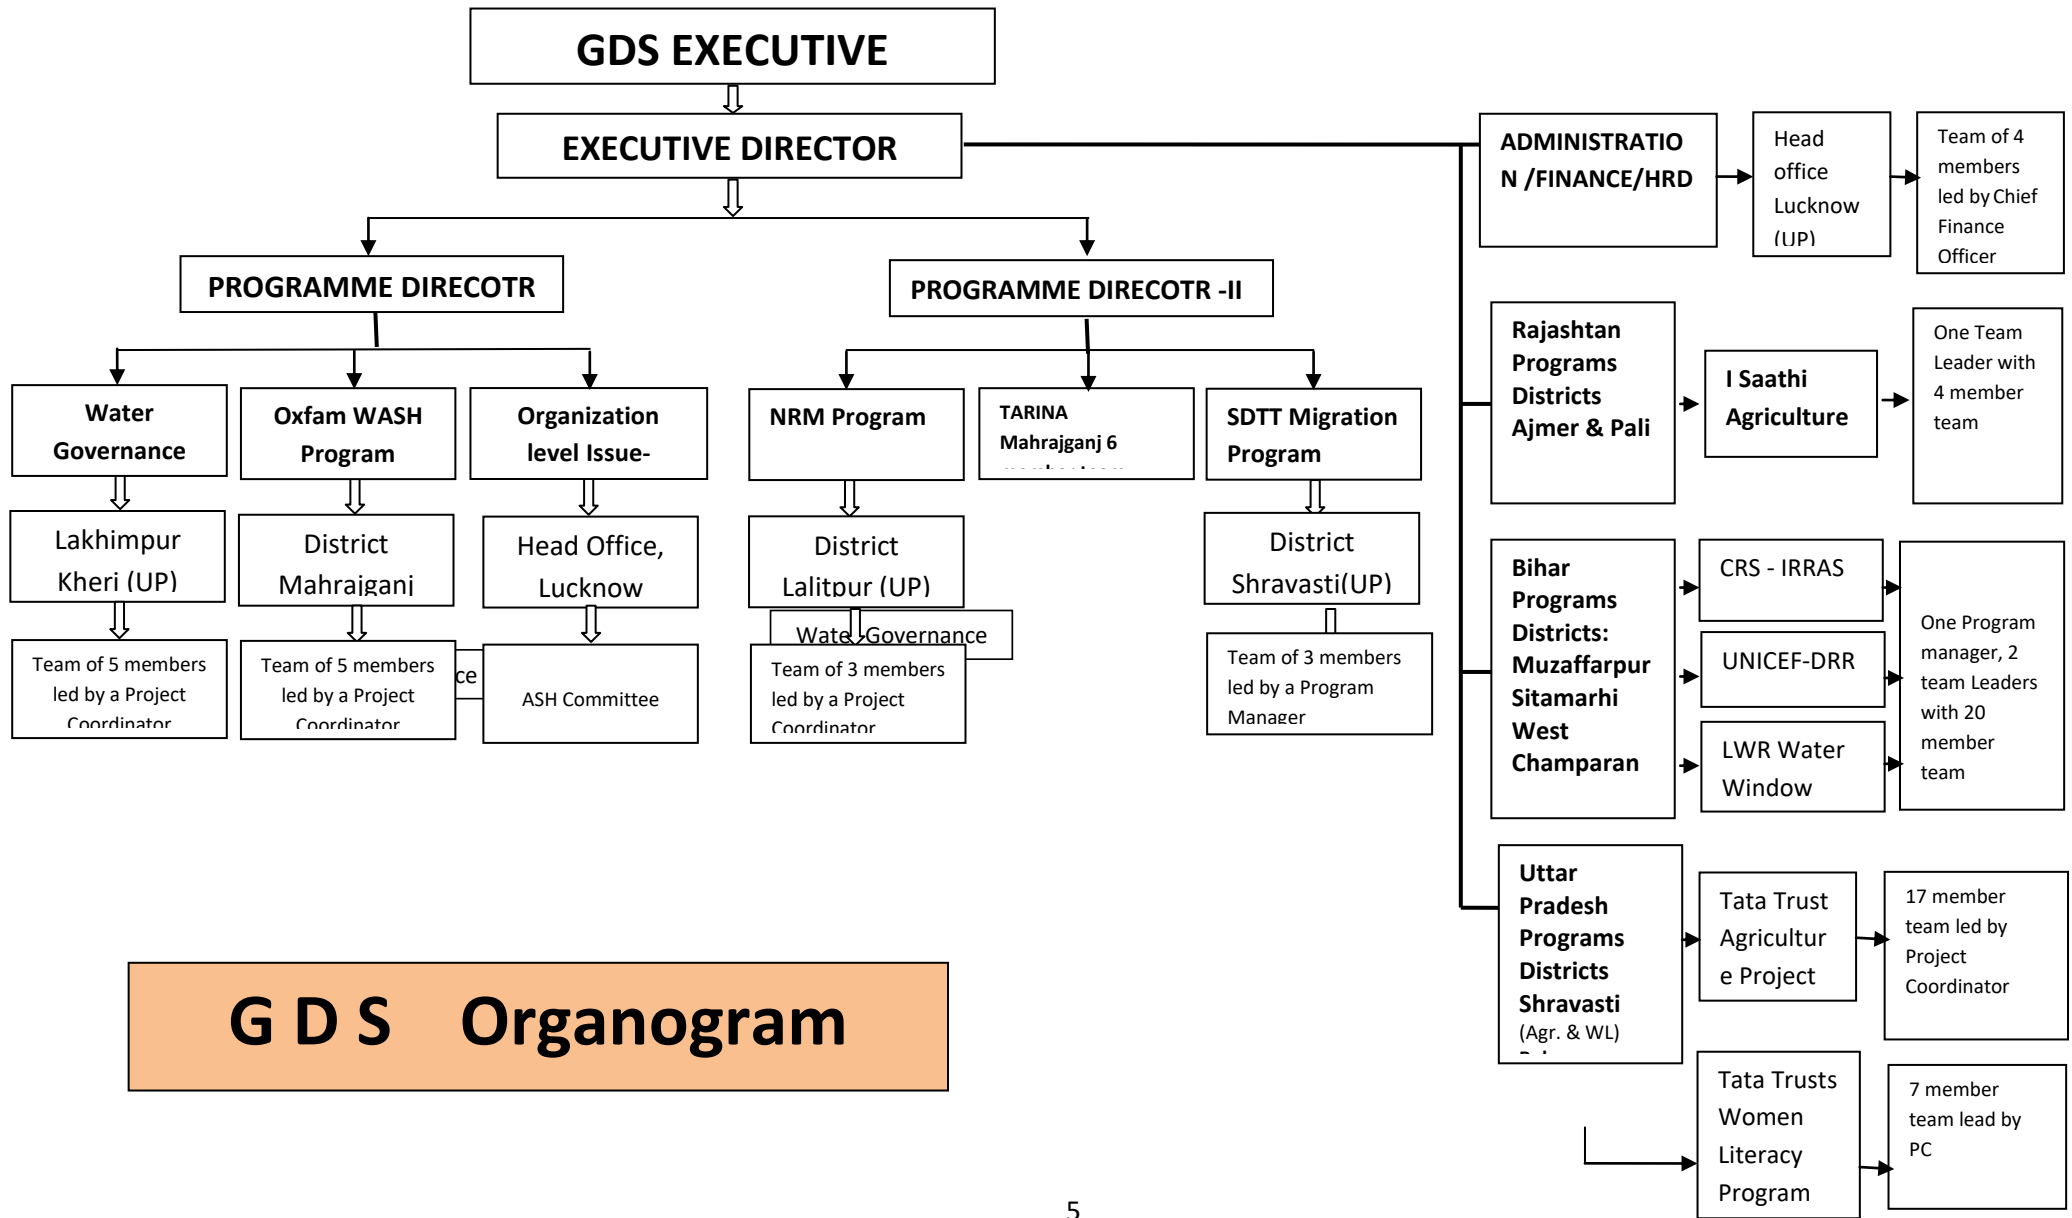 GDS EXECUTIVE
EXECUTIVE DIRECTOR
ADMINISTRATIO
N /FINANCE/HRD
Head
office
Lucknow
(UP)
Team of 4
members
led by Chief
Finance
Officer
PROGRAMME DIRECOTR
PROGRAMME DIRECOTR -II
Rajashtan
Programs
Districts
Ajmer & Pali
I Saathi
Agriculture
One Team
Leader with
4 member
team
Water
Governance
Oxfam WASH
Program
Organization
level Issue-
NRM Program
TARINA
Mahrajganj 6
SDTT Migration
Program
Lakhimpur
Kheri (UP)
District
Mahrajganj
Head Office,
Lucknow
District
Lalitpur (UP)
District
Shravasti(UP)
Water Governance
Team of 5 members
led by a Project
Coordinator
Team of 5 members
led by a Project
Coordinator
ce
ASH Committee
Team of 3 members
led by a Project
Coordinator
Team of 3 members
led by a Program
Manager
Bihar
Programs
Districts:
Muzaffarpur
Sitamarhi
West
Champaran
CRS - IRRAS
UNICEF-DRR
LWR Water
Window
One Program
manager, 2
team Leaders
with 20
member
team
Uttar
Pradesh
Programs
Districts
Shravasti
(Agr. & WL)
Tata Trust
Agricultur
e Project
17 member
team led by
Project
Coordinator
Tata Trusts
Women
Literacy
Program
7 member
team lead by
PC
G D S Organogram
5